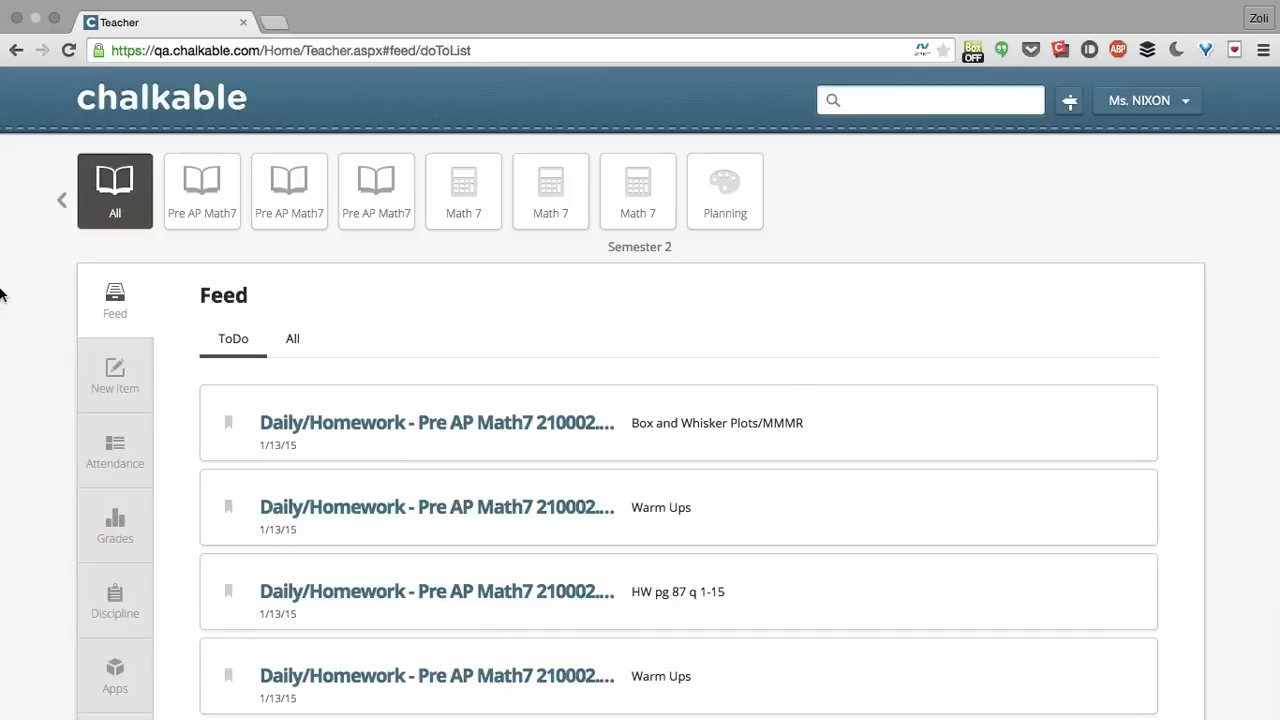 Teacher
Zoli
https://qa.chalkable.com/Home/Teacher.aspx#feed/doToList
Box
OFF
ABP
chalkable
Ms. NIXON
All
Pre AP Math7
Pre AP Math7
Pre AP Math7
Math 7
Math 7
Math 7
Planning
Semester 2
Feed
New Item
Attendance
Grades
Discipline
Apps
Feed
ToDo
All
Daily/Homework - Pre AP Math7 210002.... Box and Whisker Plots/MMMR
1/13/15
Daily/Homework - Pre AP Math7 210002.... Warm Ups
1/13/15
Daily/Homework - Pre AP Math7 210002.... HW pg 87 q 1-15
1/13/15
Daily/Homework - Pre AP Math7 210002.... Warm Ups
1/13/15